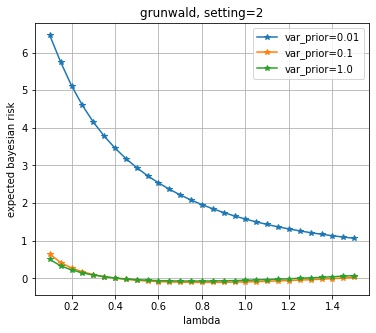 grunwald, setting=2
var_prior=0.01
var_prior=0.1
var_prior=1.0
expected bayesian risk
6
5
4
3
2
1
0
0.2 0.4 0.6 0.8 1.0 1.2 1.4
lambda